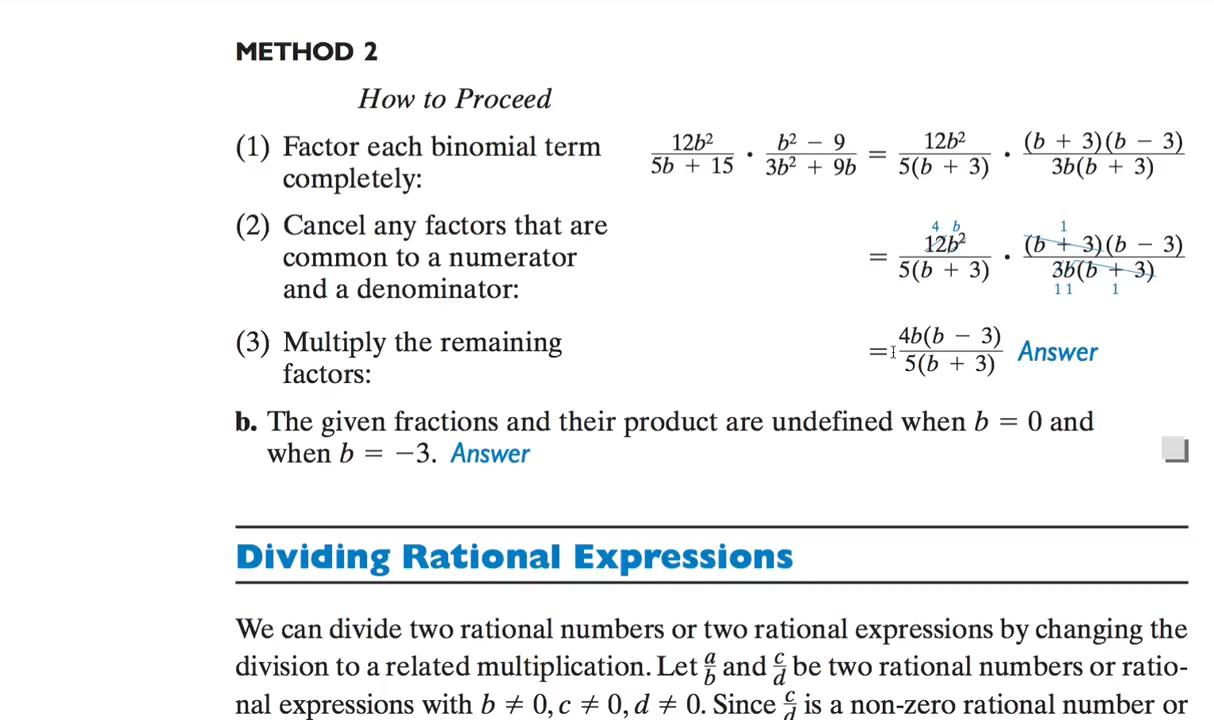 METHOD 2
How to Proceed
(1) Factor each binomial term completely: 12b²/(5b + 15) · (b² − 9)/(3b² + 9b) = 12b²/(5(b + 3)) · ((b + 3)(b − 3))/(3b(b + 3))
(2) Cancel any factors that are common to a numerator and a denominator: = 4 b 12b²/(5(b + 3)) · 1 ((b + 3)(b − 3))/(3b(b + 3)) 1 1 1
(3) Multiply the remaining factors: = 4b(b − 3)/(5(b + 3)) Answer
b. The given fractions and their product are undefined when b = 0 and
when b = −3. Answer
Dividing Rational Expressions
We can divide two rational numbers or two rational expressions by changing the
division to a related multiplication. Let a/b and c/d be two rational numbers or ratio-
nal expressions with b ≠ 0, c ≠ 0, d ≠ 0. Since c/d is a non-zero rational number or